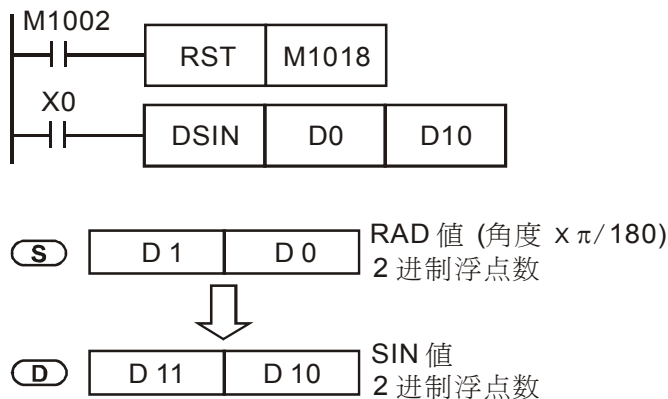 M1002
RST M1018
X0
DSIN D0 D10
S D 1 D 0 RAD 值 (角度 x π/180)
2 进制浮点数
D D 11 D 10 SIN 值
2 进制浮点数